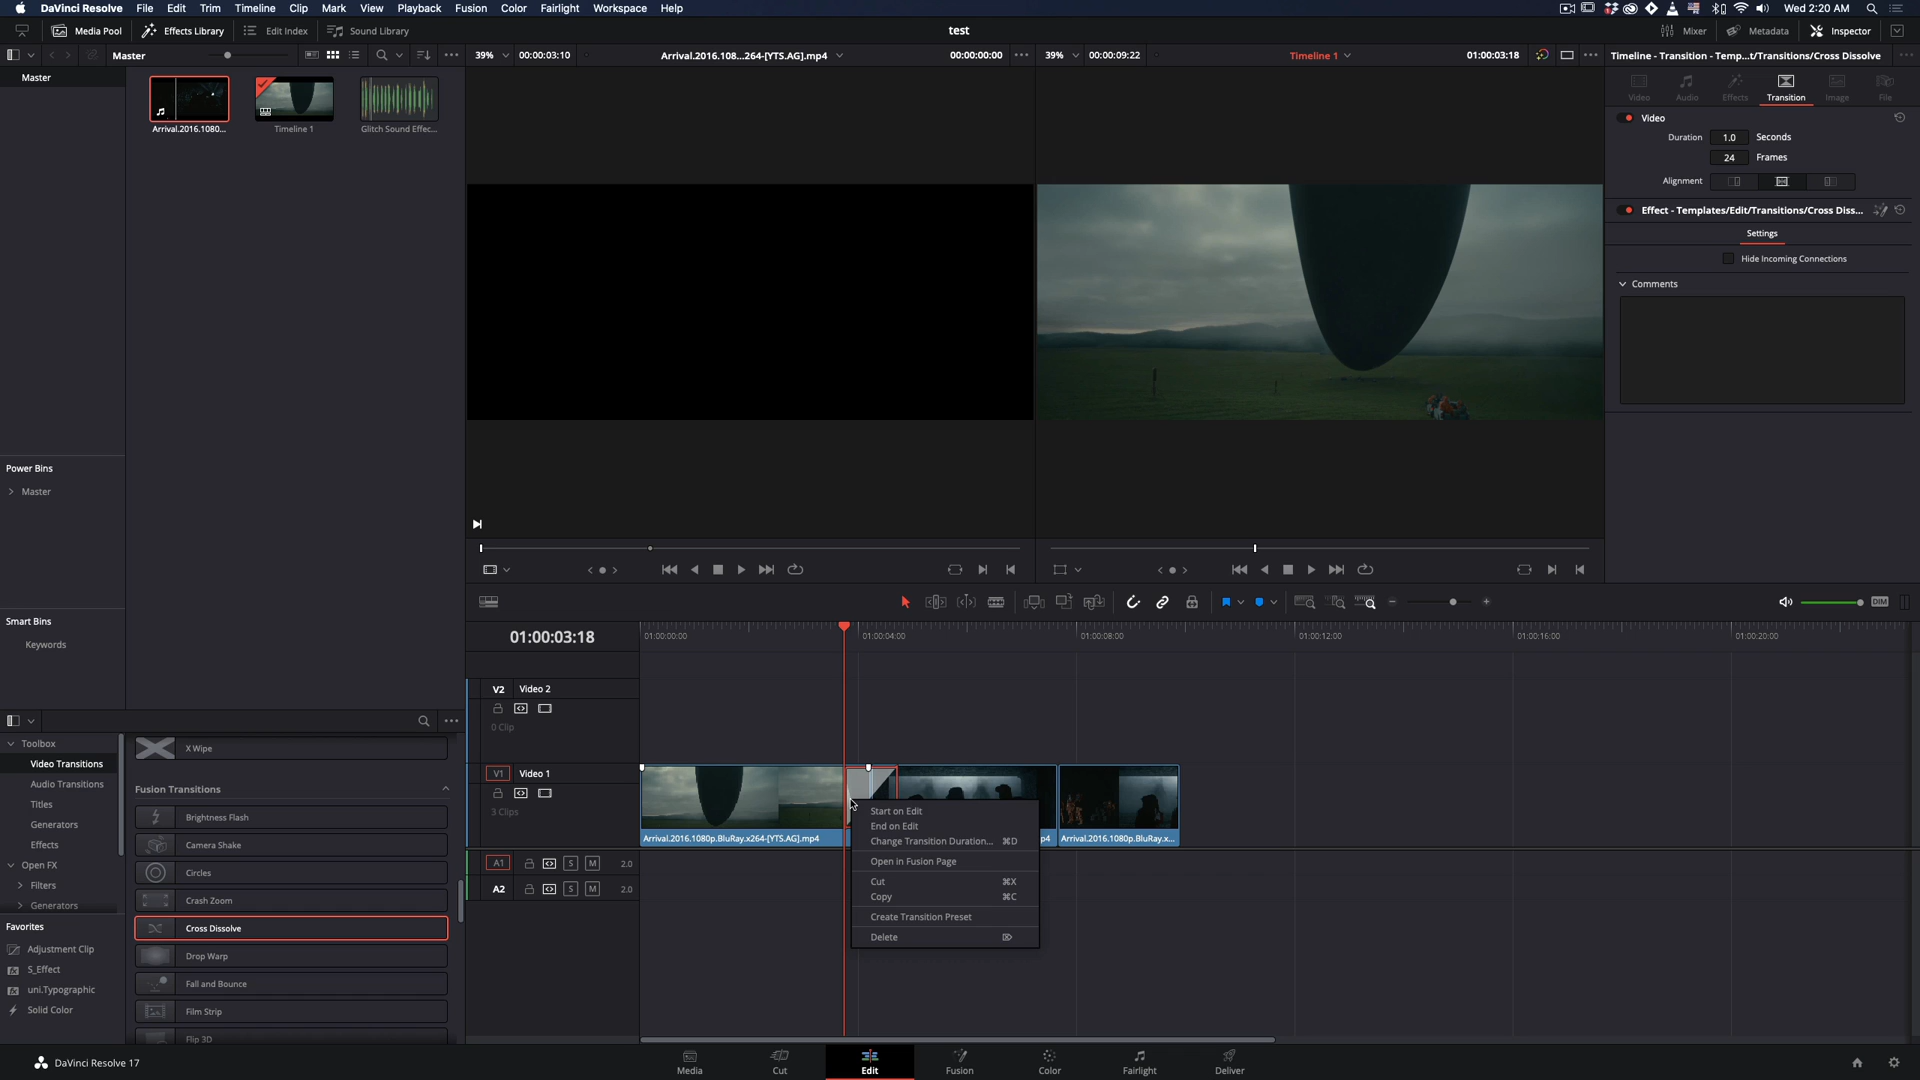 DaVinci Resolve File Edit Trim Timeline Clip Mark View Playback Fusion Color Fairlight Workspace Help Wed 2:20 AM
Media Pool Effects Library Edit Index Sound Library test Mixer Metadata Inspector
Master 39% 00:00:03:10 Arrival.2016.108...264-[YTS.AG].mp4 00:00:00:00 39% 00:00:09:22 Timeline 1 01:00:03:18 Timeline - Transition - Temp...t/Transitions/Cross Dissolve
Master
Arrival.2016.1080... Timeline 1 Glitch Sound Effec...
Video Audio Effects Transition Image File
Video
Duration 1.0 Seconds
24 Frames
Alignment
Effect - Templates/Edit/Transitions/Cross Diss...
Settings
Hide Incoming Connections
Comments
Power Bins
Master
Smart Bins
Keywords
DIM
01:00:03:18 01:00:00:00 01:00:04:00 01:00:08:00 01:00:12:00 01:00:16:00 01:00:20:00
V2 Video 2
0 Clip
V1 Video 1
3 Clips
Arrival.2016.1080p.BluRay.x264-[YTS.AG].mp4 p4 Arrival.2016.1080p.BluRay.x...
A1 S M 2.0
A2 S M 2.0
Start on Edit
End on Edit
Change Transition Duration... ⌘D
Open in Fusion Page
Cut ⌘X
Copy ⌘C
Create Transition Preset
Delete ⌦
Toolbox
Video Transitions
Audio Transitions
Titles
Generators
Effects
Open FX
Filters
Generators
Favorites
Adjustment Clip
fx S_Effect
fx uni.Typographic
Solid Color
X Wipe
Fusion Transitions
Brightness Flash
Camera Shake
Circles
Crash Zoom
Cross Dissolve
Drop Warp
Fall and Bounce
Film Strip
Flip 3D
DaVinci Resolve 17 Media Cut Edit Fusion Color Fairlight Deliver